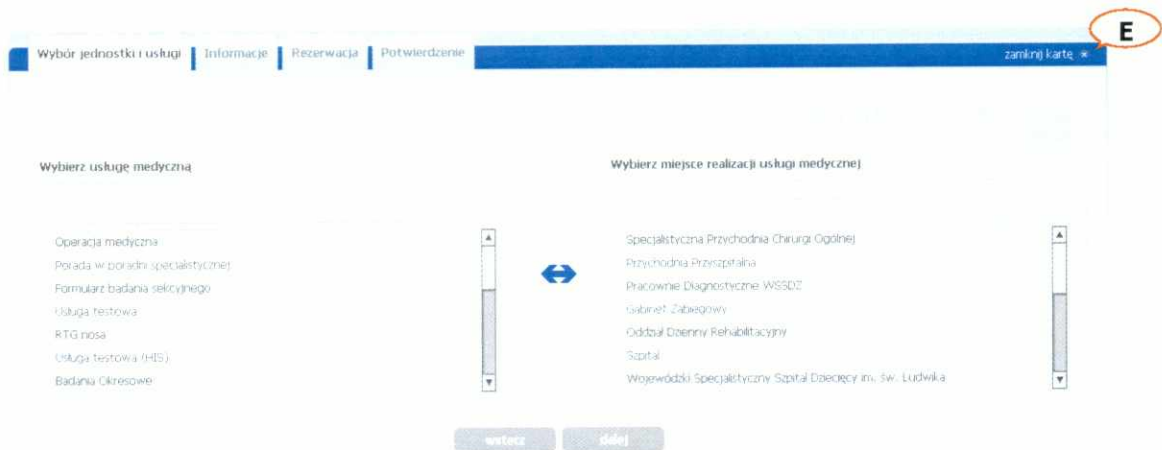 E
Wybór jednostki i usługi Informacje Rezerwacja Potwierdzenie zamknij kartę
Wybierz usługę medyczną
Wybierz miejsce realizacji usługi medycznej
Operacja medyczna
Porada w poradni specjalistycznej
Formularz badania sekcyjnego
Usługa testowa
RTG nosa
Usługa testowa (HIS)
Badania Okresowe
Specjalistyczna Przychodnia Chirurgi Ogólnej
Przychodnia Przyszpitalna
Pracownie Diagnostyczne WSSDZ
Gabinet Zabiegowy
Oddział Dzienny Rehabilitacyjny
Szpital
Wojewódzki Specjalistyczny Szpital Dziecięcy im. św. Ludwika
wstecz dalej